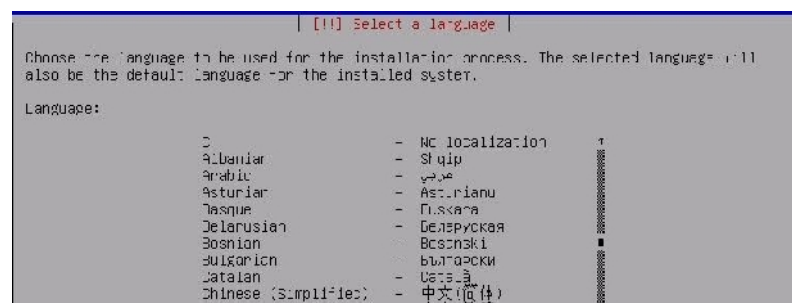 [!!] Select a language
Choose the language to be used for the installation process. The selected language will
also be the default language for the installed system.
Language:
C - No localization
Albanian - Shqip
Arabic - عربي
Asturian - Asturianu
Basque - Euskara
Belarusian - Беларуская
Bosnian - Bosanski
Bulgarian - Български
Catalan - Català
Chinese (Simplified) - 中文(简体)